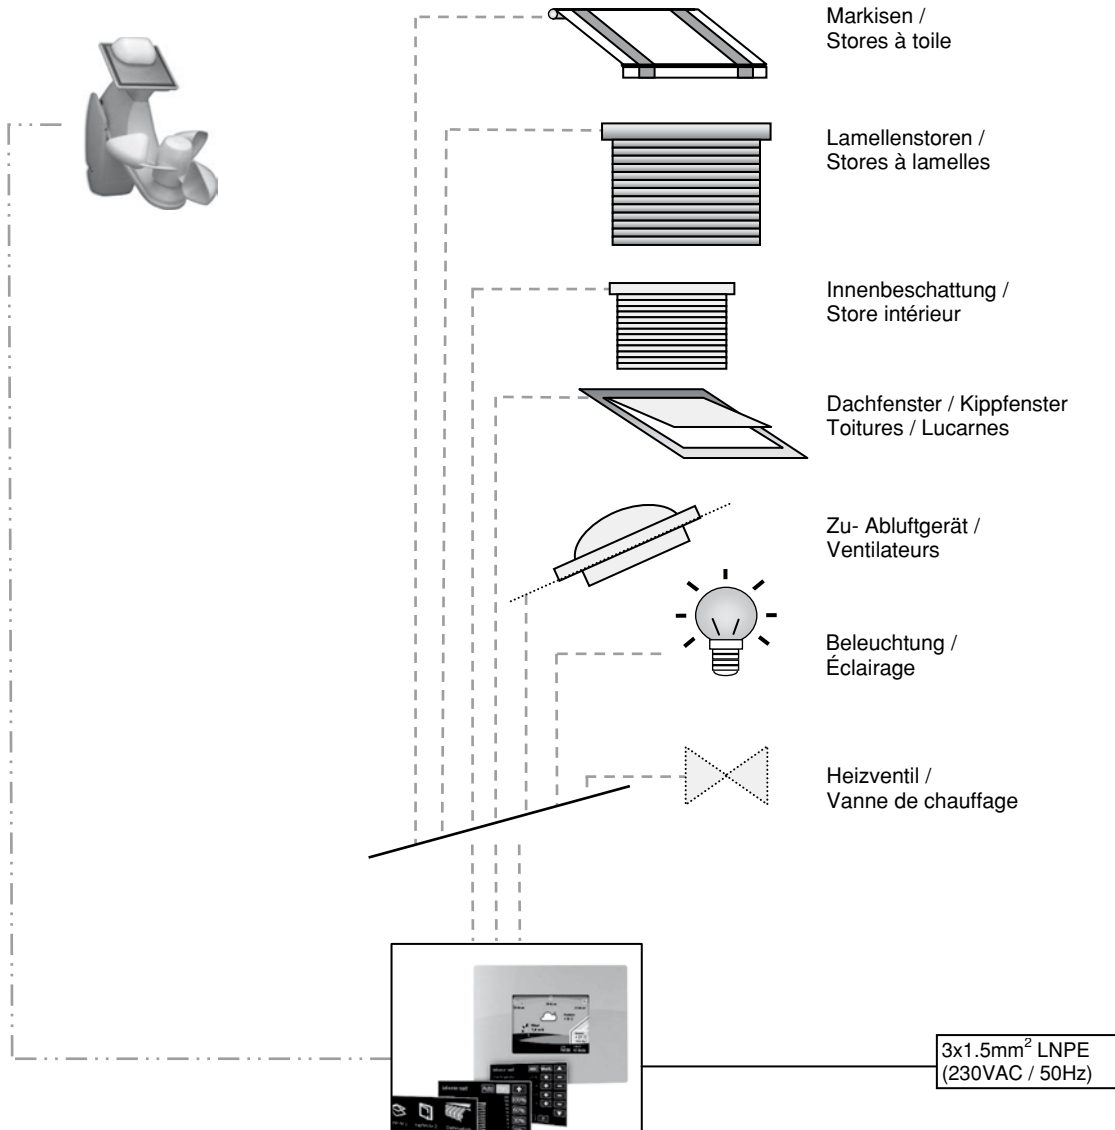 Markisen /
Stores à toile
Lamellenstoren /
Stores à lamelles
Innenbeschattung /
Store intérieur
Dachfenster / Kippfenster
Toitures / Lucarnes
Zu- Abluftgerät /
Ventilateurs
Beleuchtung /
Éclairage
Heizventil /
Vanne de chauffage
3x1.5mm² LNPE
(230VAC / 50Hz)